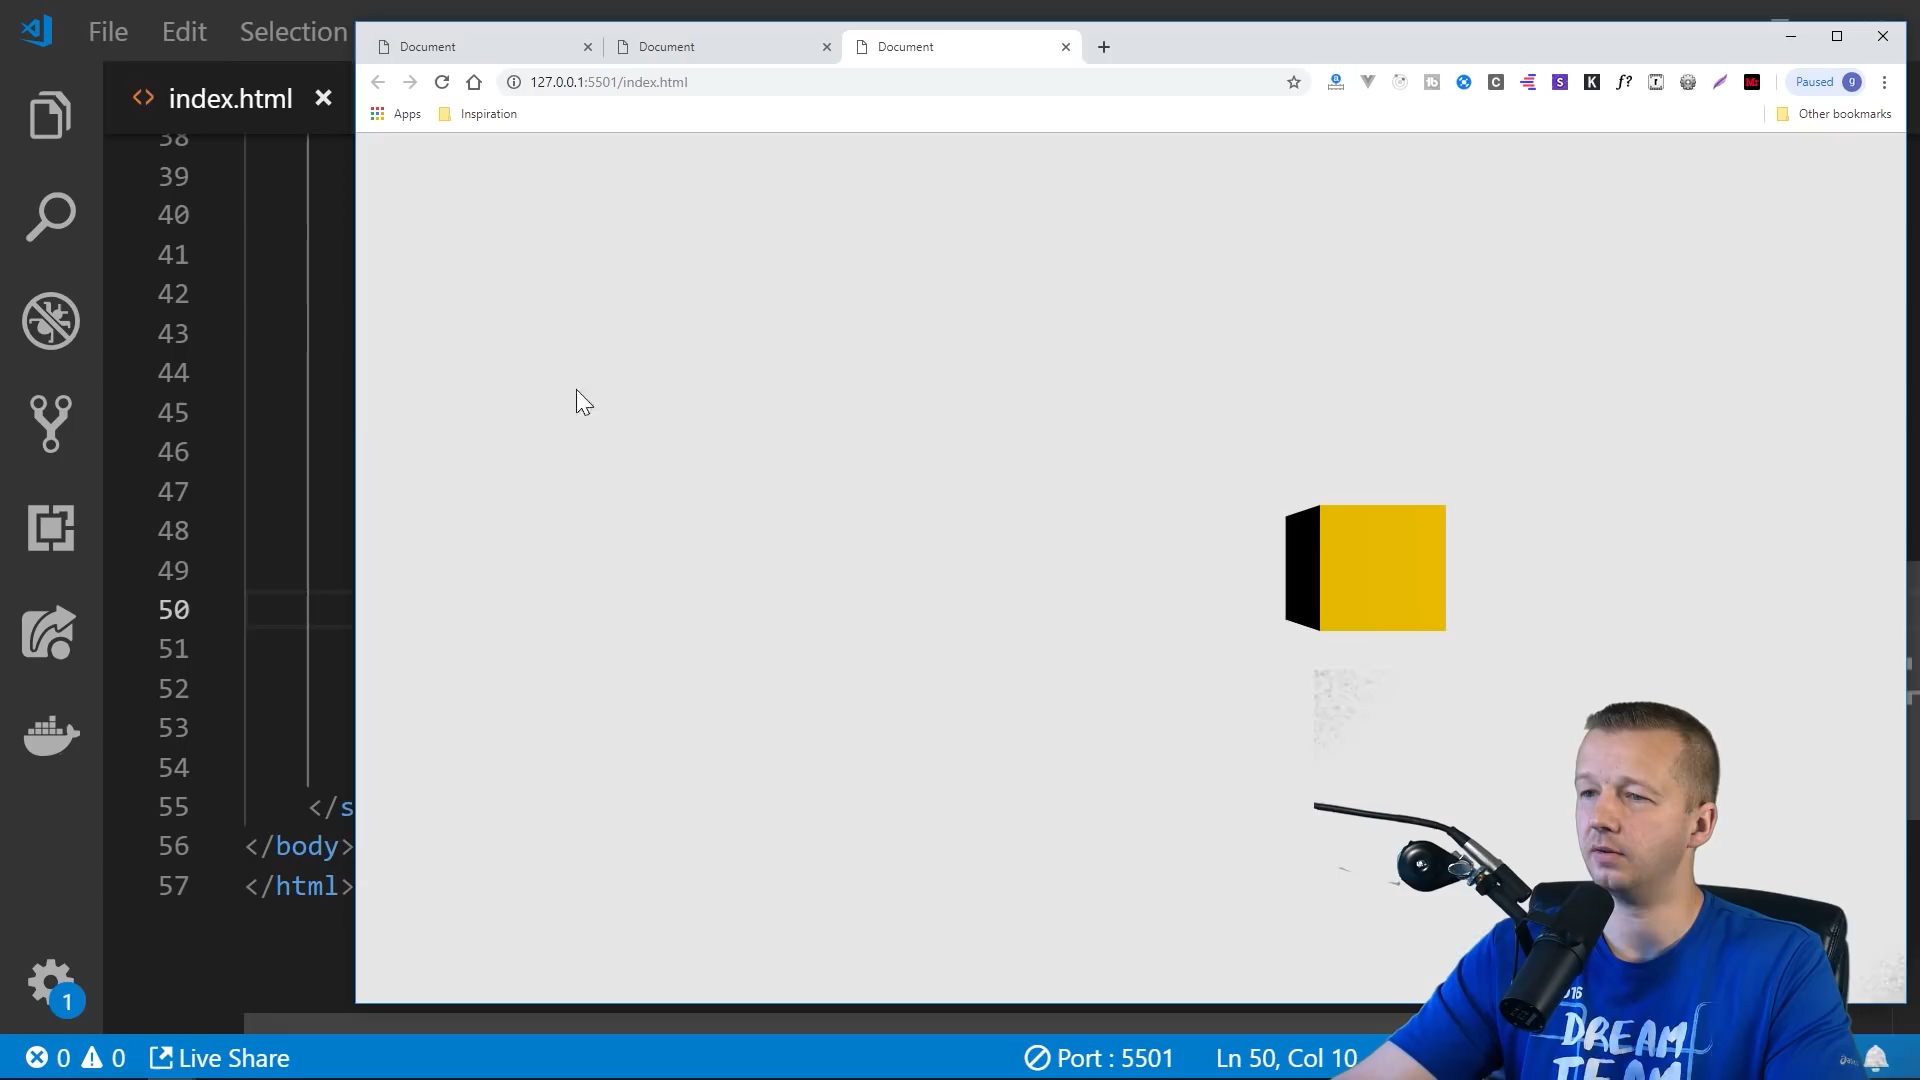 File Edit Selection
index.html
Document
Document
Document
127.0.0.1:5501/index.html
Paused g
Apps
Inspiration
Other bookmarks
38
39
40
41
42
43
44
45
46
47
48
49
50
51
52
53
54
55 </s
56 </body>
57 </html>
1
0 0 Live Share
Port : 5501
Ln 50, Col 10
DREAM
TEAM